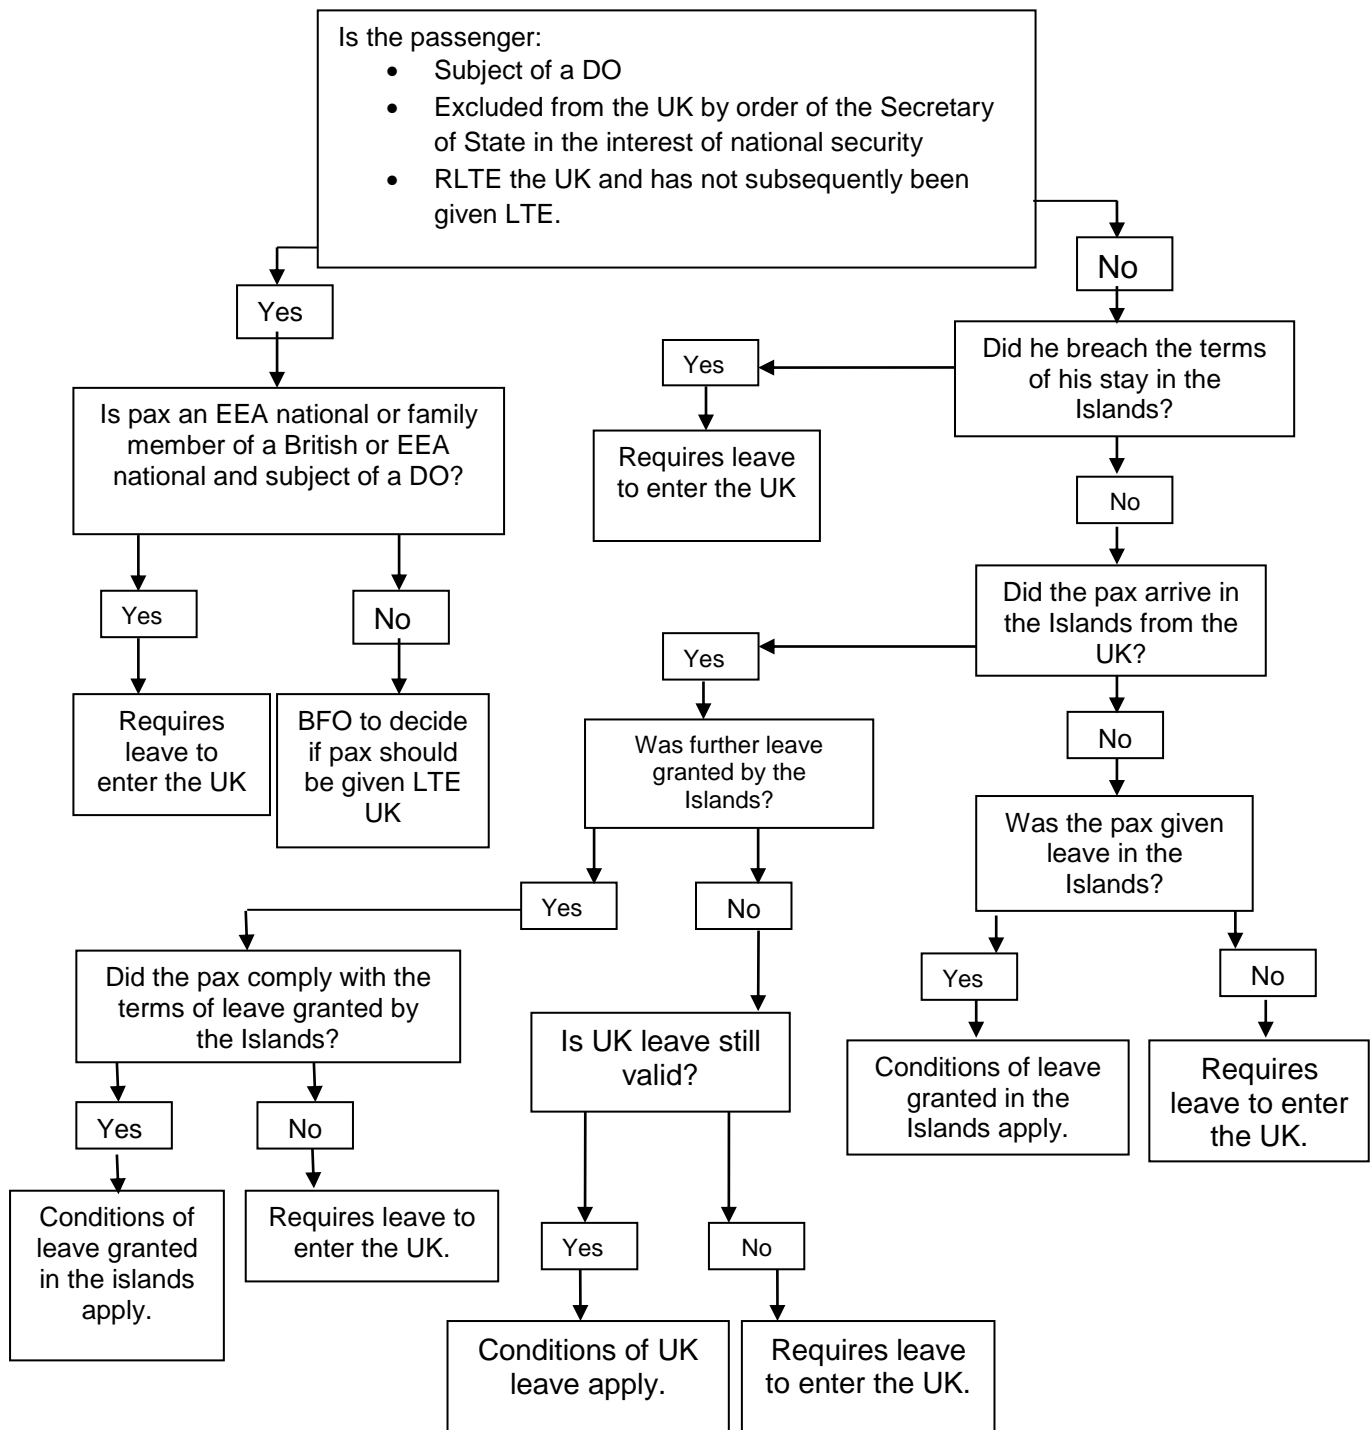 Is the passenger:
• Subject of a DO
• Excluded from the UK by order of the Secretary
of State in the interest of national security
• RLTE the UK and has not subsequently been
given LTE.
No
Yes
Did he breach the terms
of his stay in the
Islands?
Yes
Is pax an EEA national or family
member of a British or EEA
national and subject of a DO?
Requires leave
to enter the UK
No
Did the pax arrive in
the Islands from the
UK?
Yes
No
Yes
Requires
leave to
enter the UK
BFO to decide
if pax should
be given LTE
UK
No
Was further leave
granted by the
Islands?
Was the pax given
leave in the
Islands?
Yes
No
Yes
No
Did the pax comply with the
terms of leave granted by
the Islands?
Is UK leave still
valid?
Conditions of leave
granted in the
Islands apply.
Requires
leave to enter
the UK.
Yes
No
Conditions of
leave granted
in the islands
apply.
Requires leave to
enter the UK.
Yes
No
Conditions of UK
leave apply.
Requires leave
to enter the UK.